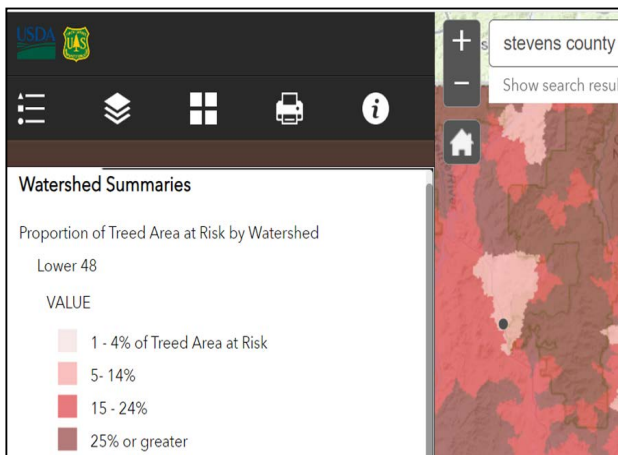 USDA
U S
stevens county
Show search resul
Watershed Summaries
Proportion of Treed Area at Risk by Watershed
Lower 48
VALUE
1 - 4% of Treed Area at Risk
5- 14%
15 - 24%
25% or greater